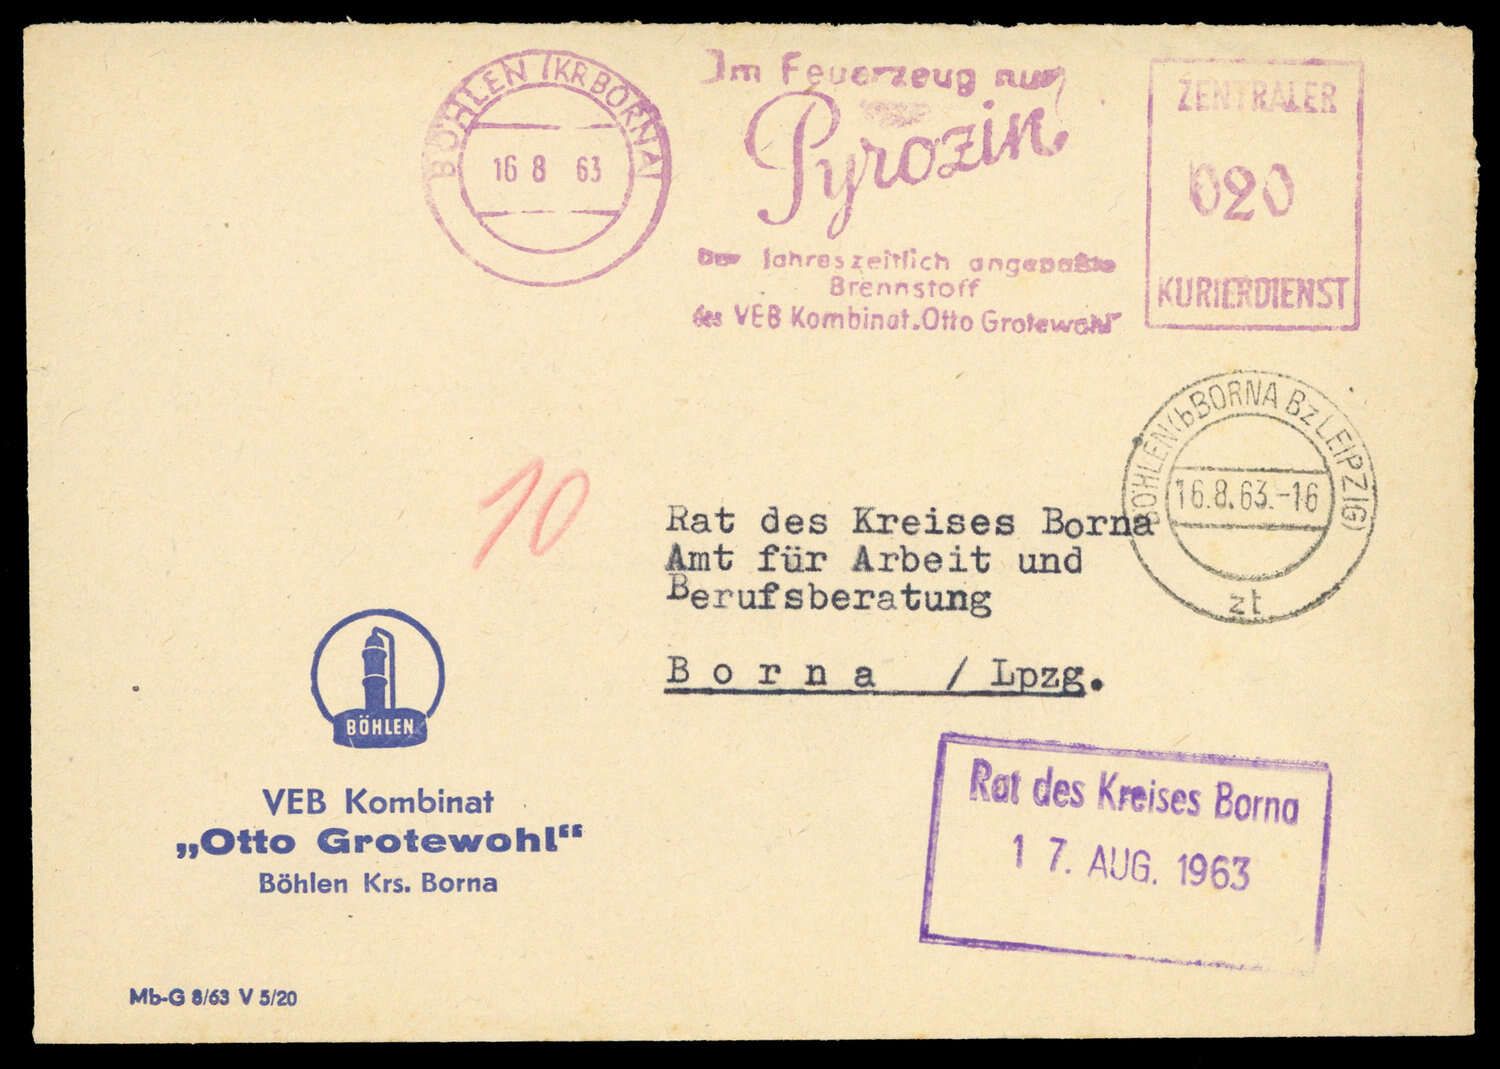 BÖHLEN (KR BORNA)
16 8 63
Im Feuerzeug nur
Pyrozin
Der jahreszeitlich angepaßte
Brennstoff
des VEB Kombinat „Otto Grotewohl"
ZENTRALER
020
KURIERDIENST
BÖHLEN (b BORNA Bz LEIPZIG)
16.8.63.-16
zt
10
Rat des Kreises Borna
Amt für Arbeit und
Berufsberatung
Borna / Lpzg.
BÖHLEN
VEB Kombinat
„Otto Grotewohl“
Böhlen Krs. Borna
Rat des Kreises Borna
17. AUG. 1963
Mb-G 8/63 V 5/20